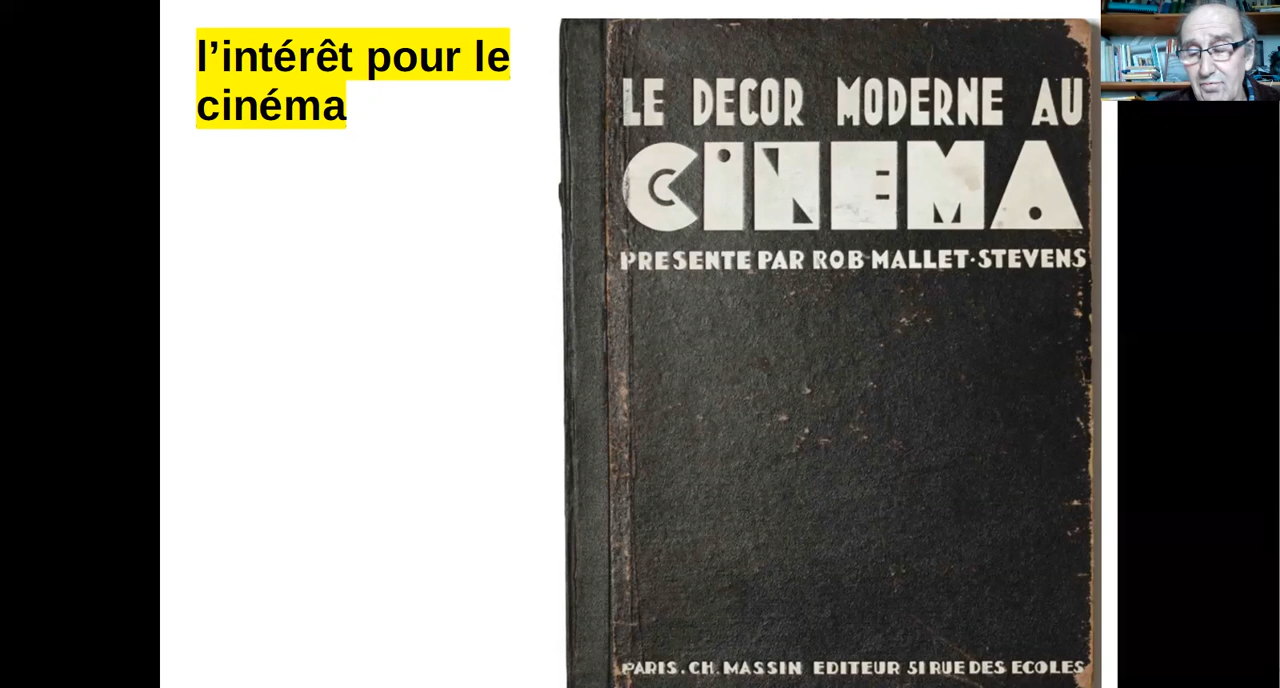 l’intérêt pour le
cinéma
LE DECOR MODERNE AU
CINEMA
PRESENTE PAR ROB MALLET-STEVENS
PARIS. CH. MASSIN EDITEUR 51 RUE DES ECOLES